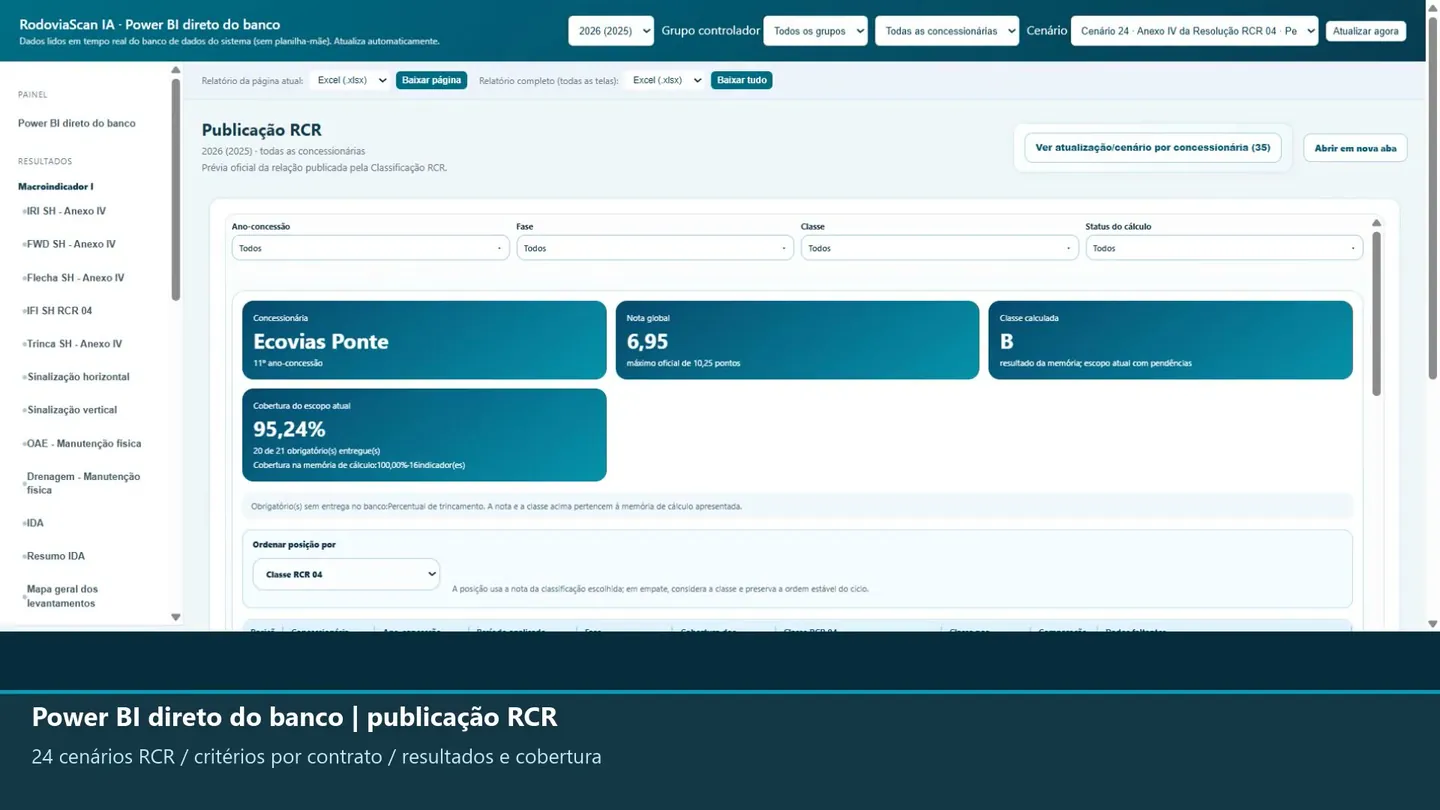 RodoviaScan IA · Power BI direto do banco
Dados lidos em tempo real do banco de dados do sistema (sem planilha-mãe). Atualiza automaticamente.
2026 (2025)
Grupo controlador
Todos os grupos
Todas as concessionárias
Cenário
Cenário 24 · Anexo IV da Resolução RCR 04 · Pe
Atualizar agora
Relatório da página atual:
Excel (.xlsx)
Baixar página
Relatório completo (todas as telas):
Excel (.xlsx)
Baixar tudo
PAINEL
Power BI direto do banco
RESULTADOS
Macroindicador I
IRI SH - Anexo IV
FWD SH - Anexo IV
Flecha SH - Anexo IV
IFI SH RCR 04
Trinca SH - Anexo IV
Sinalização horizontal
Sinalização vertical
OAE - Manutenção física
Drenagem - Manutenção
física
IDA
Resumo IDA
Mapa geral dos
levantamentos
Publicação RCR
2026 (2025) · todas as concessionárias
Prévia oficial da relação publicada pela Classificação RCR.
Ver atualização/cenário por concessionária (35)
Abrir em nova aba
Ano-concessão
Fase
Classe
Status do cálculo
Todos
Todos
Todos
Todos
Concessionária
Ecovias Ponte
11º ano-concessão
Nota global
6,95
máximo oficial de 10,25 pontos
Classe calculada
B
resultado da memória; escopo atual com pendências
Cobertura do escopo atual
95,24%
20 de 21 obrigatório(s) entregue(s)
Cobertura na memória de cálculo:100,00%-16indicador(es)
Obrigatório(s) sem entrega no banco:Percentual de trincamento. A nota e a classe acima pertencem à memória de cálculo apresentada.
Ordenar posição por
Classe RCR 04
A posição usa a nota da classificação escolhida; em empate, considera a classe e preserva a ordem estável do ciclo.
Power BI direto do banco | publicação RCR
24 cenários RCR / critérios por contrato / resultados e cobertura